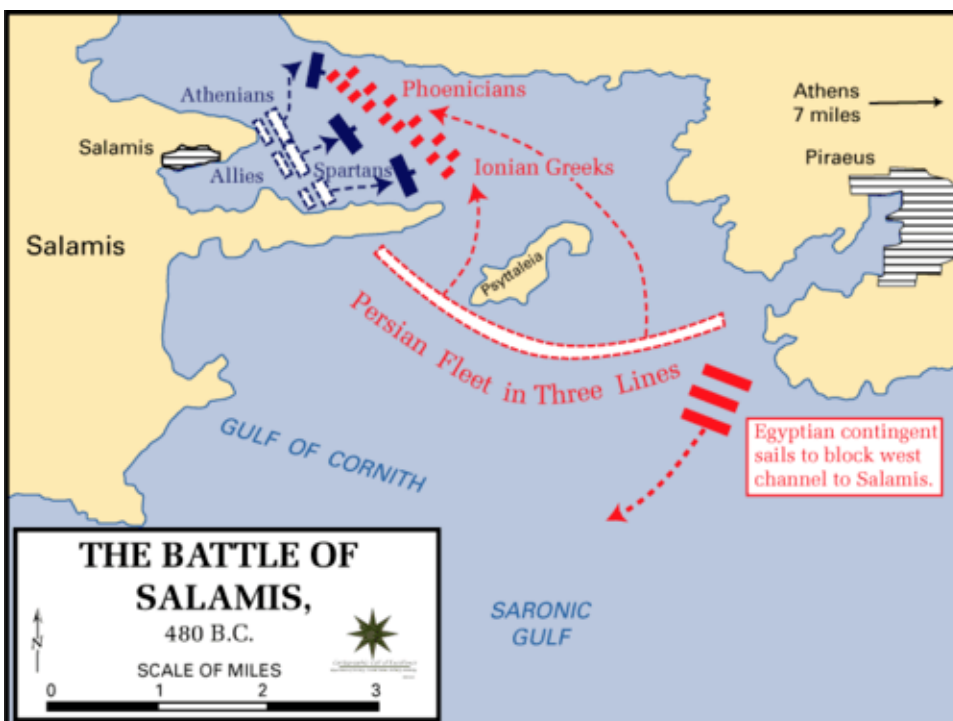 Athenians
Phoenicians
Athens
7 miles
Piraeus
Salamis
Allies
Spartans
Ionian Greeks
Salamis
Psyttaleia
Persian Fleet in Three Lines
GULF OF CORNITH
Egyptian contingent
sails to block west
channel to Salamis.
SARONIC
GULF
THE BATTLE OF
SALAMIS,
480 B.C.
N
SCALE OF MILES
0 1 2 3